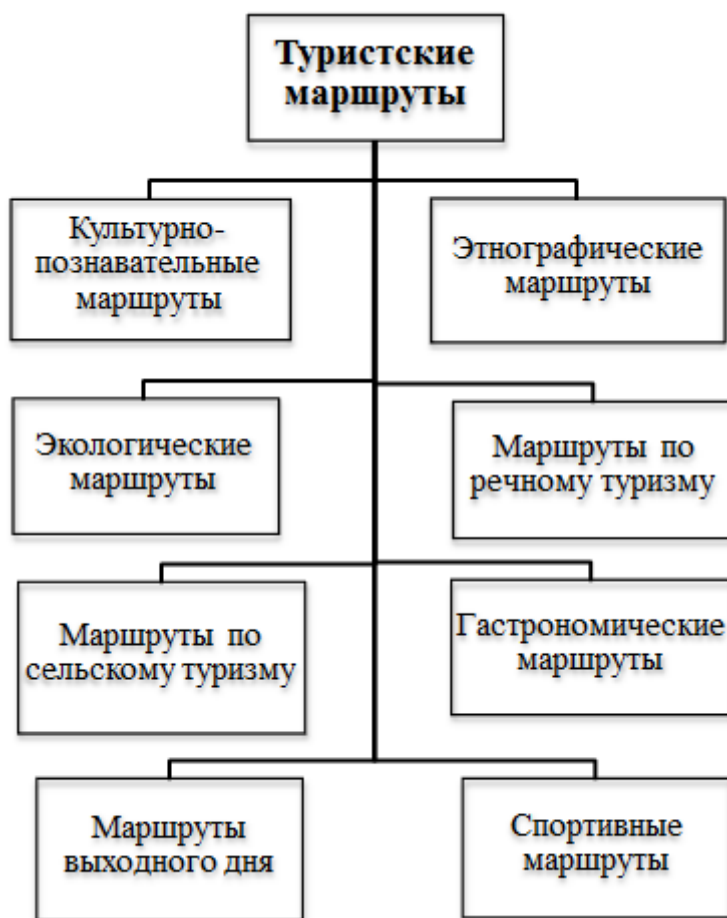 Туристские
маршруты
Культурно-
познавательные
маршруты
Этнографические
маршруты
Экологические
маршруты
Маршруты по
речному туризму
Маршруты по
сельскому туризму
Гастрономические
маршруты
Маршруты
выходного дня
Спортивные
маршруты